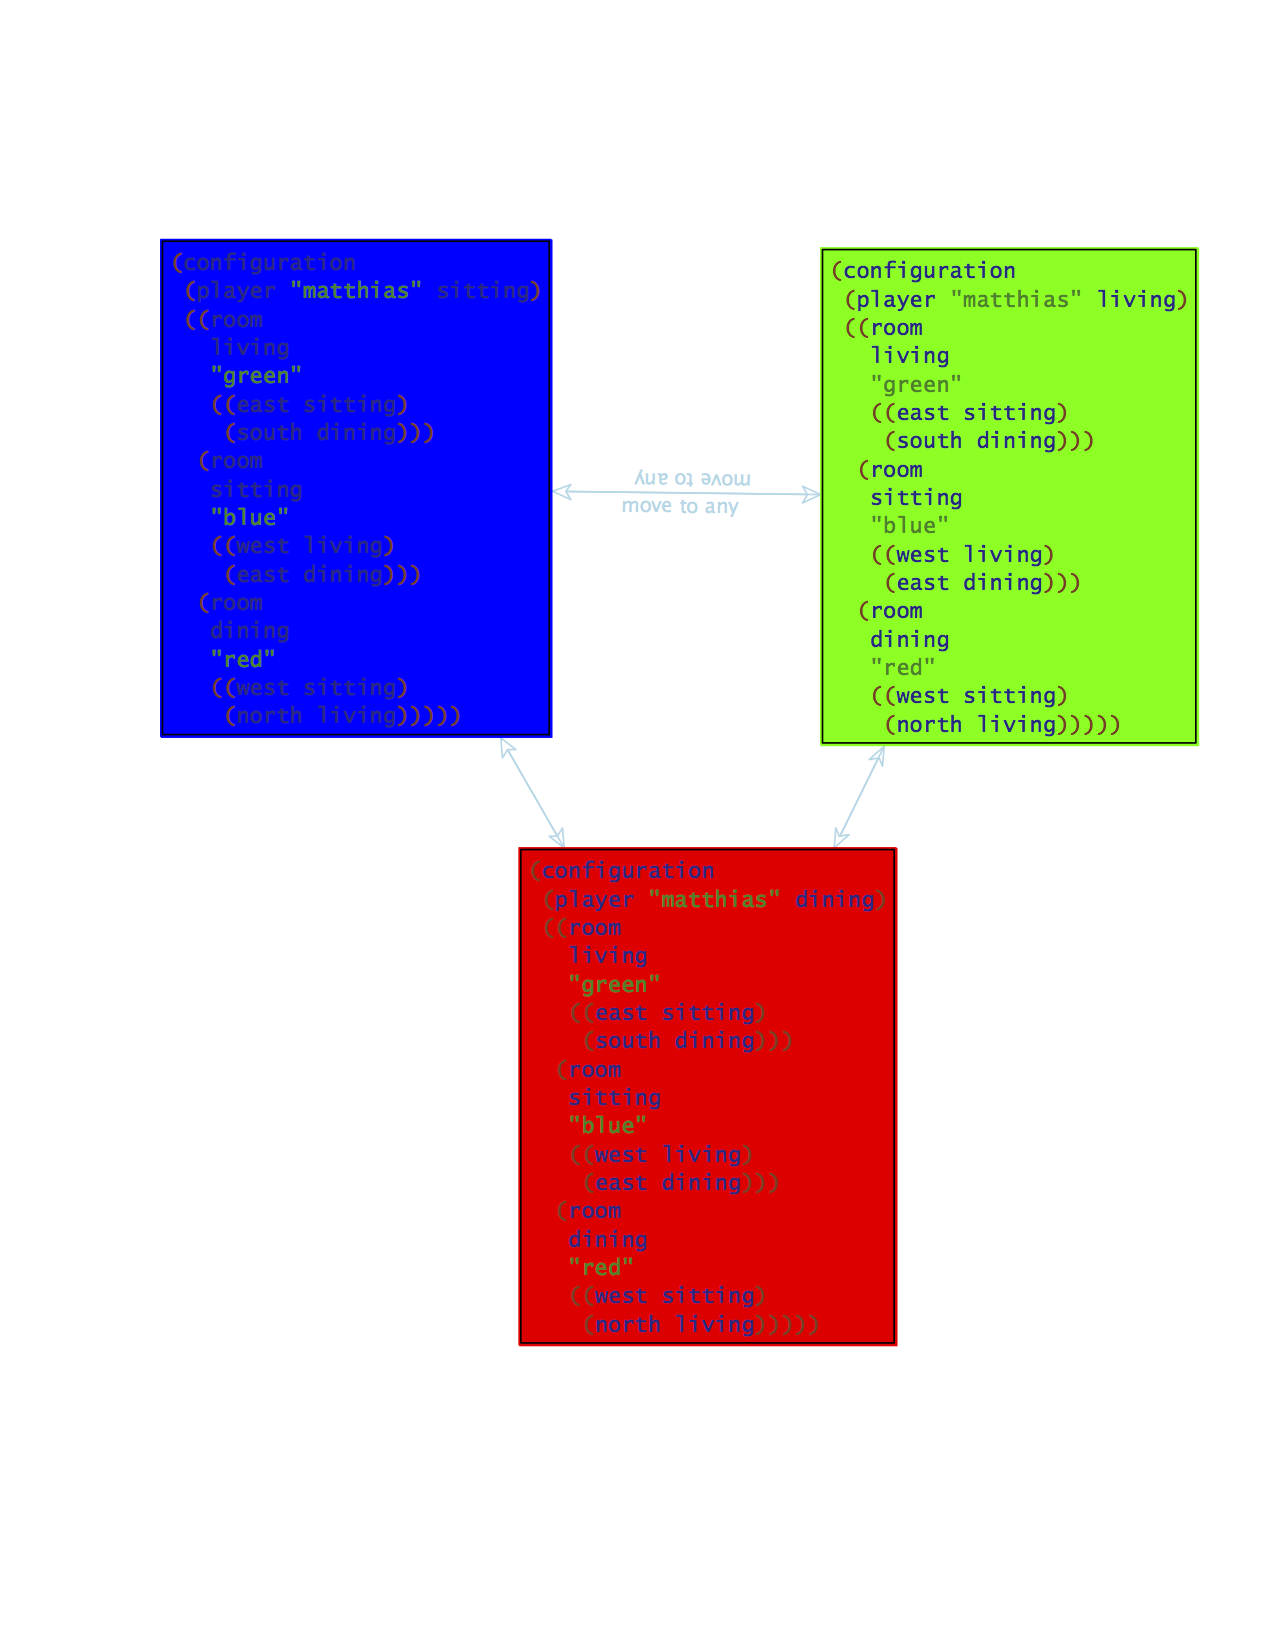 (configuration
(player "matthias" sitting)
((room
living
"green"
((east sitting)
(south dining)))
(room
sitting
"blue"
((west living)
(east dining)))
(room
dining
"red"
((west sitting)
(north living)))))
move to any
move to any
(configuration
(player "matthias" living)
((room
living
"green"
((east sitting)
(south dining)))
(room
sitting
"blue"
((west living)
(east dining)))
(room
dining
"red"
((west sitting)
(north living)))))
(configuration
(player "matthias" dining)
((room
living
"green"
((east sitting)
(south dining)))
(room
sitting
"blue"
((west living)
(east dining)))
(room
dining
"red"
((west sitting)
(north living)))))